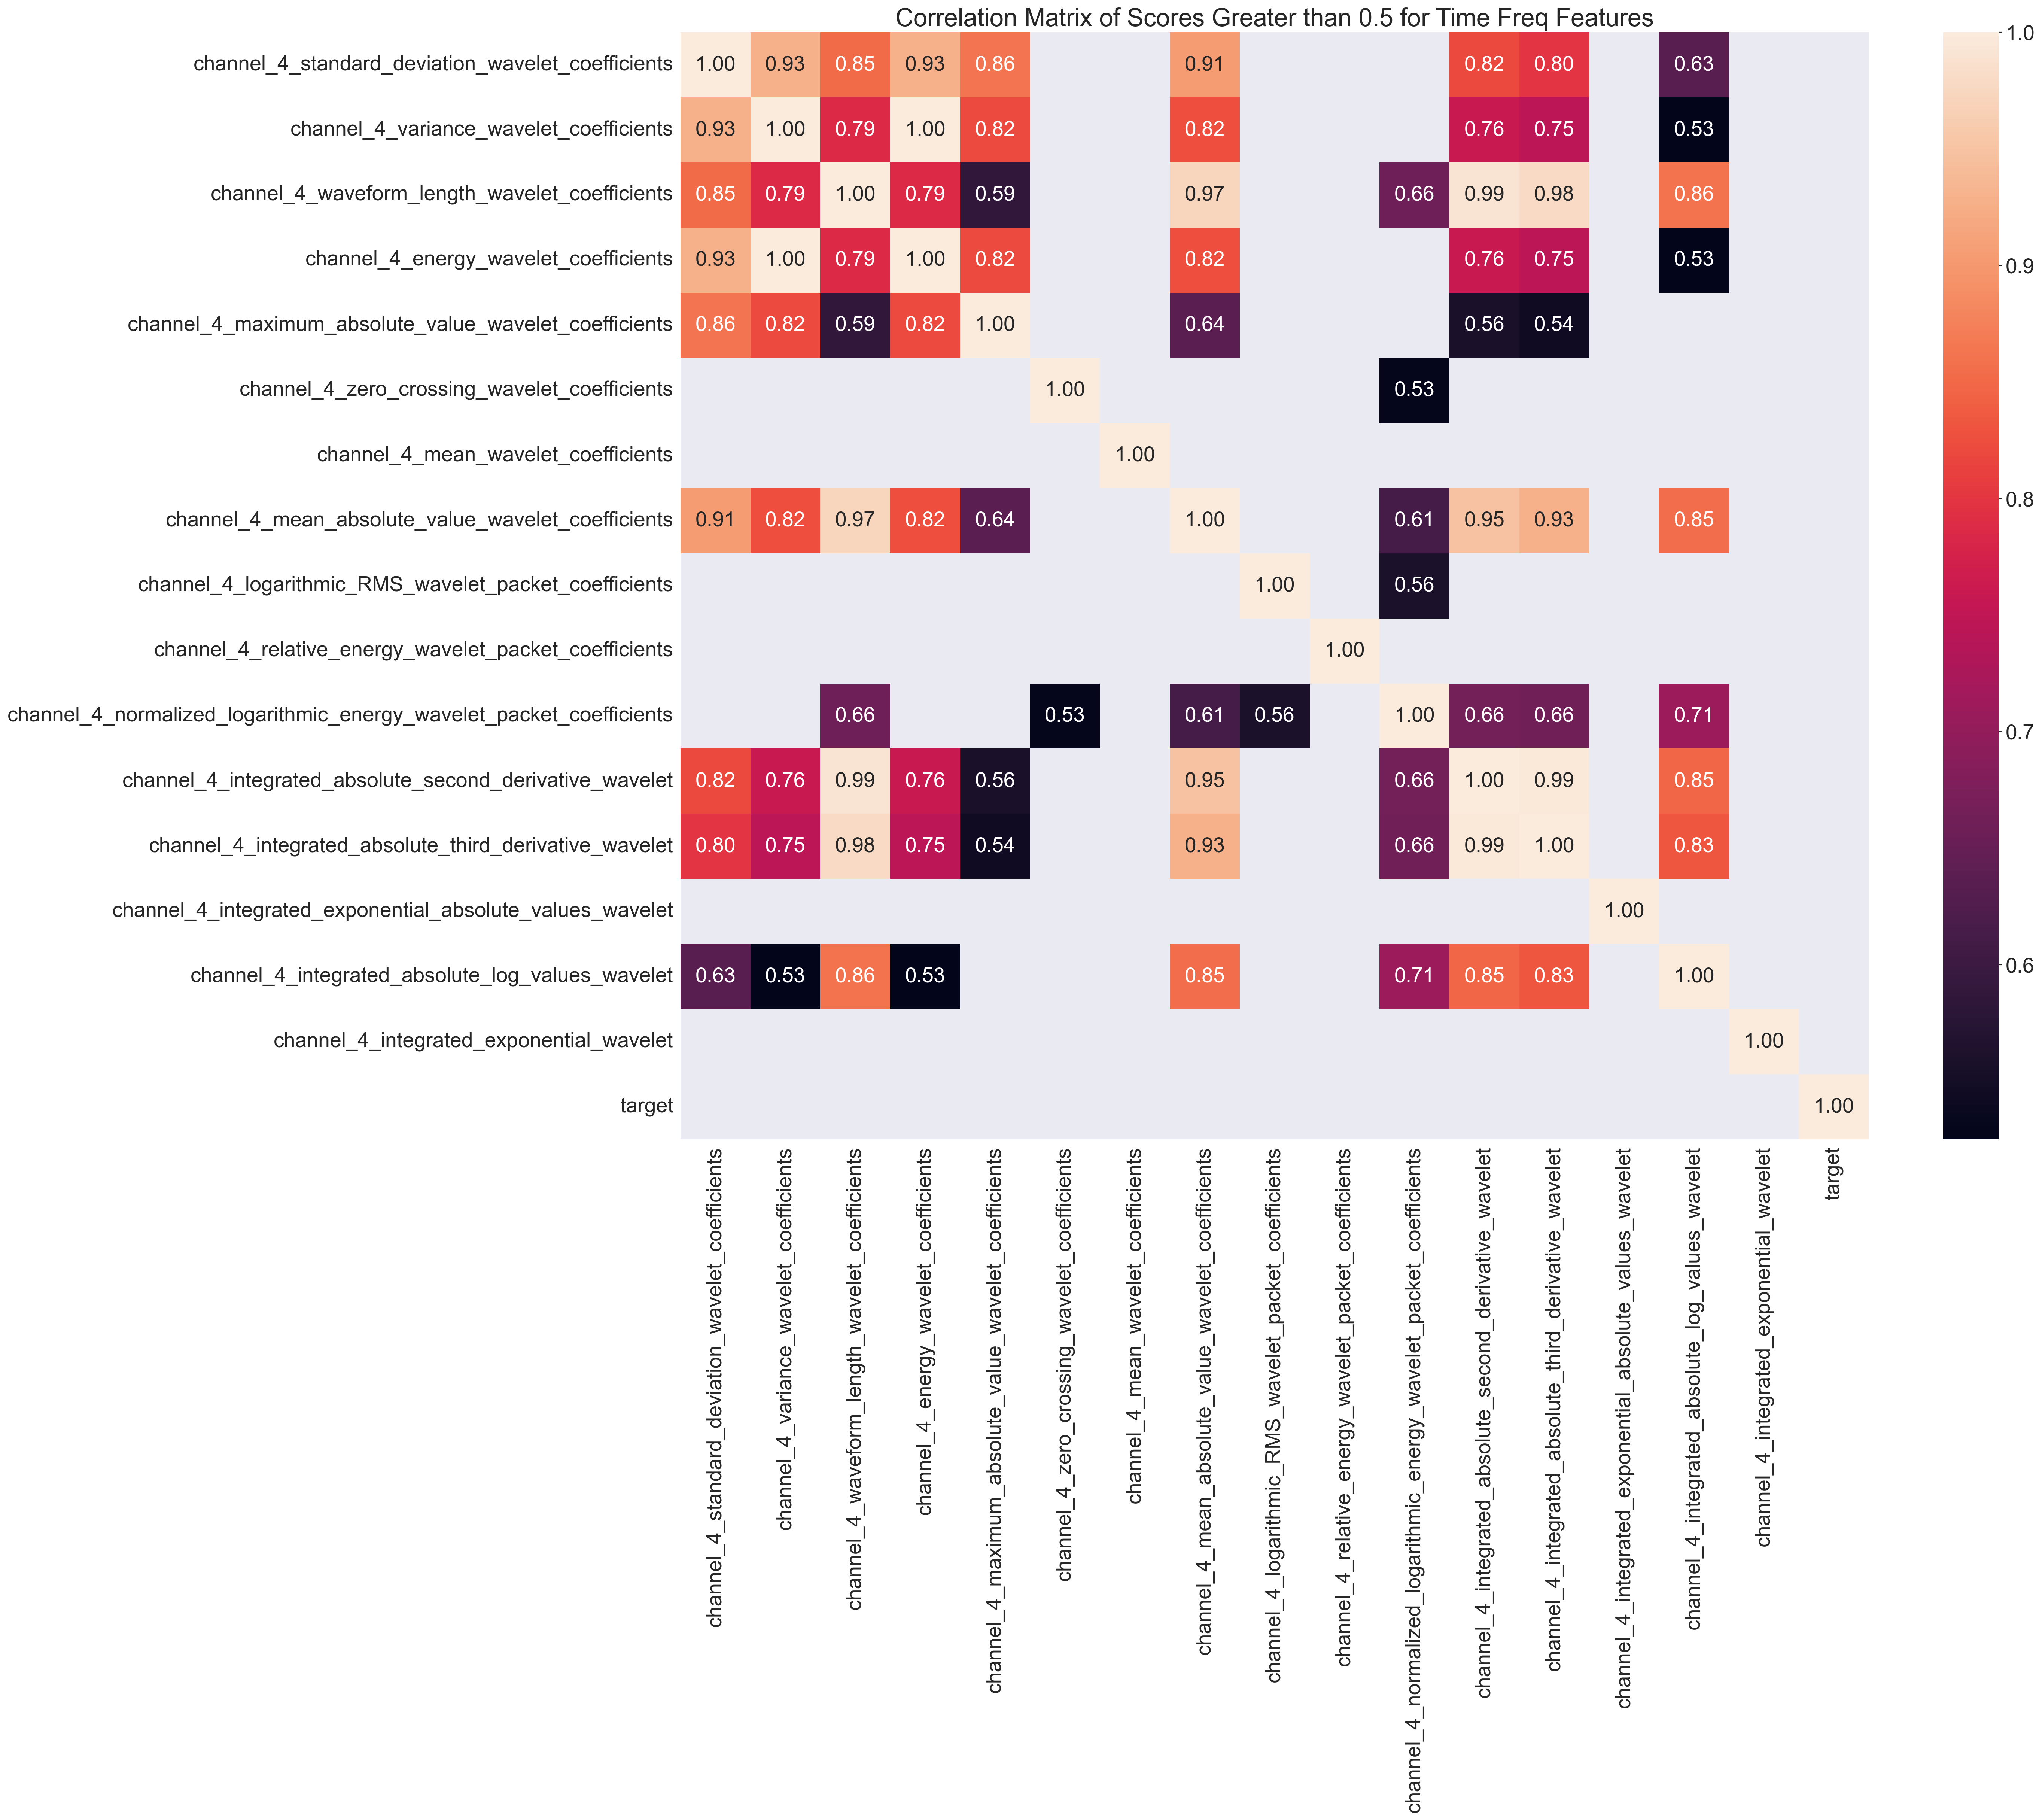 Correlation Matrix of Scores Greater than 0.5 for Time Freq Features
channel_4_standard_deviation_wavelet_coefficients 1.00 0.93 0.85 0.93 0.86 0.91 0.82 0.80 0.63
channel_4_variance_wavelet_coefficients 0.93 1.00 0.79 1.00 0.82 0.82 0.76 0.75 0.53
channel_4_waveform_length_wavelet_coefficients 0.85 0.79 1.00 0.79 0.59 0.97 0.66 0.99 0.98 0.86
channel_4_energy_wavelet_coefficients 0.93 1.00 0.79 1.00 0.82 0.82 0.76 0.75 0.53
channel_4_maximum_absolute_value_wavelet_coefficients 0.86 0.82 0.59 0.82 1.00 0.64 0.56 0.54
channel_4_zero_crossing_wavelet_coefficients 1.00 0.53
channel_4_mean_wavelet_coefficients 1.00
channel_4_mean_absolute_value_wavelet_coefficients 0.91 0.82 0.97 0.82 0.64 1.00 0.61 0.95 0.93 0.85
channel_4_logarithmic_RMS_wavelet_packet_coefficients 1.00 0.56
channel_4_relative_energy_wavelet_packet_coefficients 1.00
channel_4_normalized_logarithmic_energy_wavelet_packet_coefficients 0.66 0.53 0.61 0.56 1.00 0.66 0.66 0.71
channel_4_integrated_absolute_second_derivative_wavelet 0.82 0.76 0.99 0.76 0.56 0.95 0.66 1.00 0.99 0.85
channel_4_integrated_absolute_third_derivative_wavelet 0.80 0.75 0.98 0.75 0.54 0.93 0.66 0.99 1.00 0.83
channel_4_integrated_exponential_absolute_values_wavelet 1.00
channel_4_integrated_absolute_log_values_wavelet 0.63 0.53 0.86 0.53 0.85 0.71 0.85 0.83 1.00
channel_4_integrated_exponential_wavelet 1.00
target 1.00
channel_4_standard_deviation_wavelet_coefficients
channel_4_variance_wavelet_coefficients
channel_4_waveform_length_wavelet_coefficients
channel_4_energy_wavelet_coefficients
channel_4_maximum_absolute_value_wavelet_coefficients
channel_4_zero_crossing_wavelet_coefficients
channel_4_mean_wavelet_coefficients
channel_4_mean_absolute_value_wavelet_coefficients
channel_4_logarithmic_RMS_wavelet_packet_coefficients
channel_4_relative_energy_wavelet_packet_coefficients
channel_4_normalized_logarithmic_energy_wavelet_packet_coefficients
channel_4_integrated_absolute_second_derivative_wavelet
channel_4_integrated_absolute_third_derivative_wavelet
channel_4_integrated_exponential_absolute_values_wavelet
channel_4_integrated_absolute_log_values_wavelet
channel_4_integrated_exponential_wavelet
target
1.0
0.9
0.8
0.7
0.6